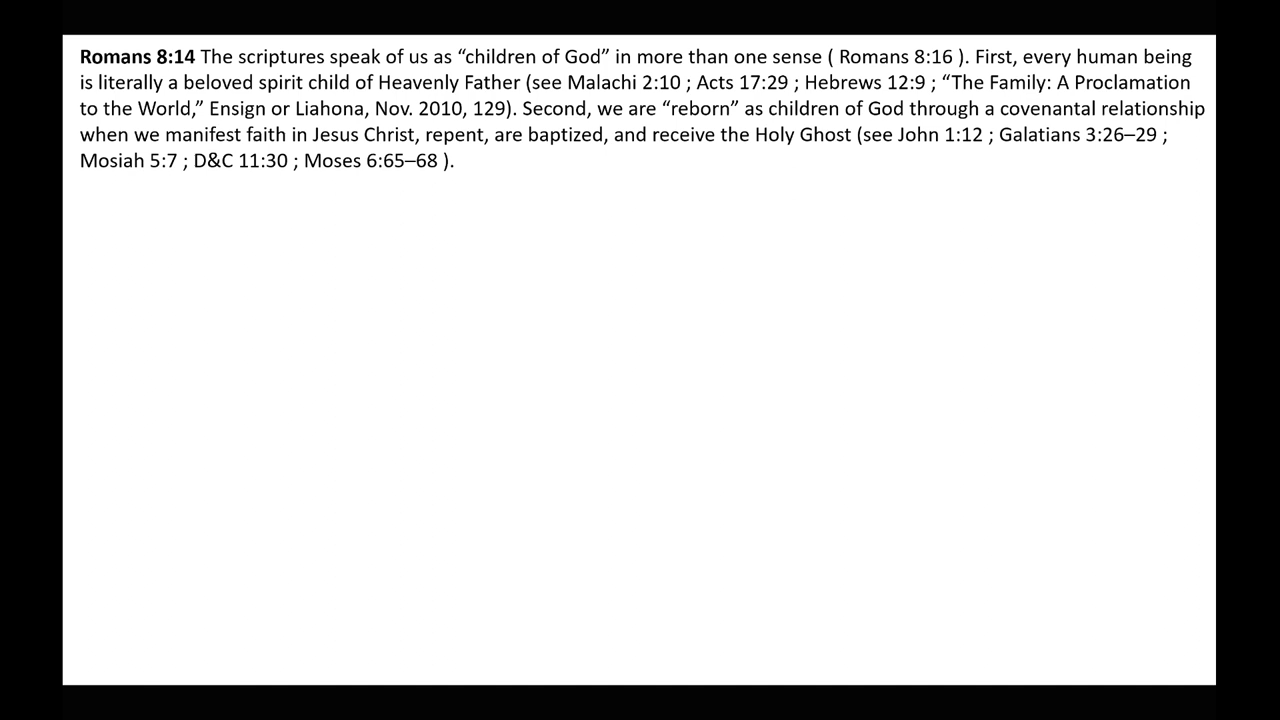 Romans 8:14 The scriptures speak of us as “children of God” in more than one sense ( Romans 8:16 ). First, every human being
is literally a beloved spirit child of Heavenly Father (see Malachi 2:10 ; Acts 17:29 ; Hebrews 12:9 ; “The Family: A Proclamation
to the World,” Ensign or Liahona, Nov. 2010, 129). Second, we are “reborn” as children of God through a covenantal relationship
when we manifest faith in Jesus Christ, repent, are baptized, and receive the Holy Ghost (see John 1:12 ; Galatians 3:26–29 ;
Mosiah 5:7 ; D&C 11:30 ; Moses 6:65–68 ).